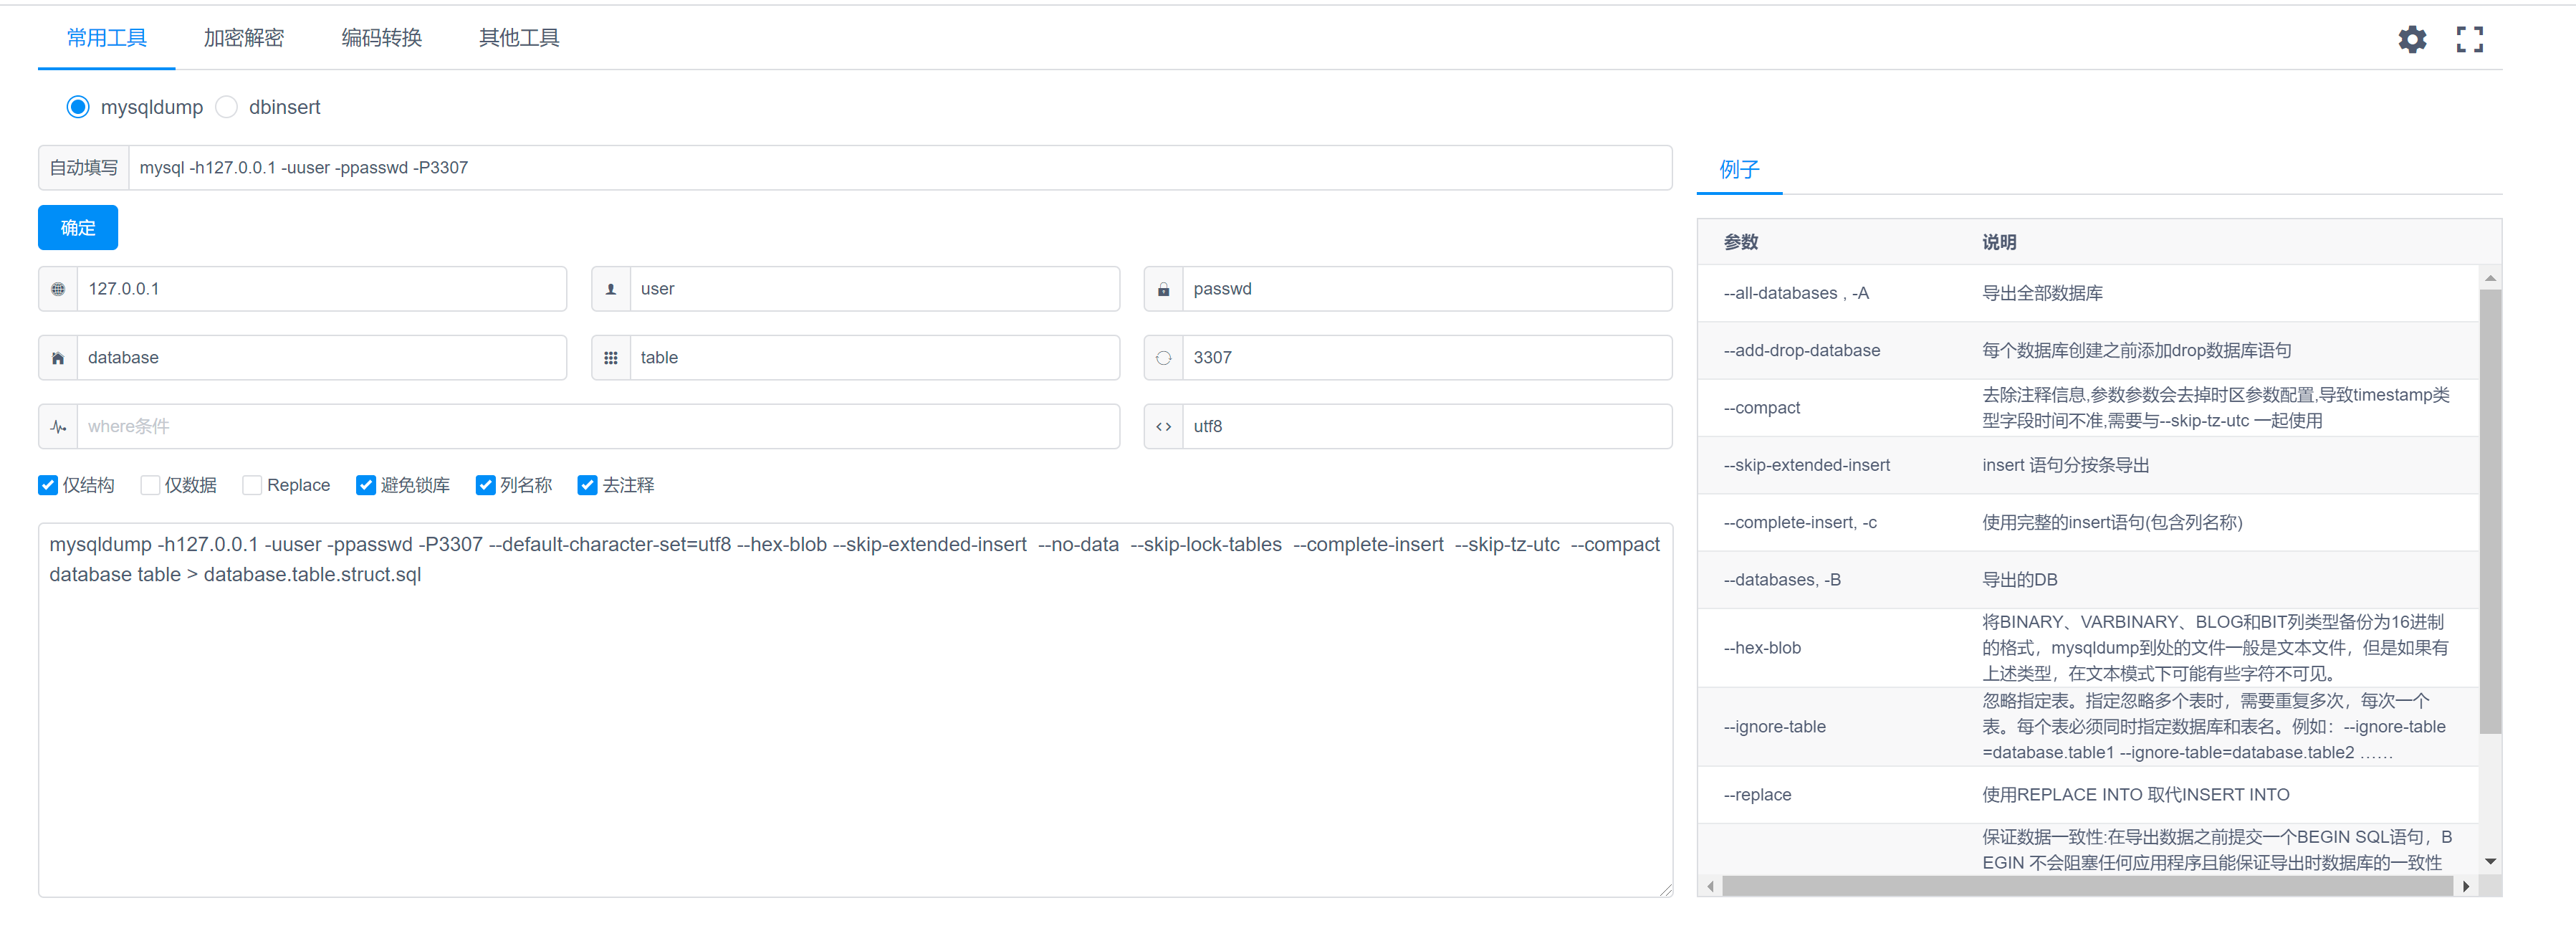 常用工具 加密解密 编码转换 其他工具
mysqldump dbinsert
自动填写 mysql -h127.0.0.1 -uuser -ppasswd -P3307
确定
127.0.0.1 user passwd
database table 3307
where条件 utf8
仅结构 仅数据 Replace 避免锁库 列名称 去注释
mysqldump -h127.0.0.1 -uuser -ppasswd -P3307 --default-character-set=utf8 --hex-blob --skip-extended-insert --no-data --skip-lock-tables --complete-insert --skip-tz-utc --compact
database table > database.table.struct.sql
例子
参数 说明
--all-databases , -A 导出全部数据库
--add-drop-database 每个数据库创建之前添加drop数据库语句
--compact 去除注释信息,参数参数会去掉时区参数配置,导致timestamp类
型字段时间不准,需要与--skip-tz-utc 一起使用
--skip-extended-insert insert 语句分按条导出
--complete-insert, -c 使用完整的insert语句(包含列名称)
--databases, -B 导出的DB
--hex-blob 将BINARY、VARBINARY、BLOG和BIT列类型备份为16进制
的格式，mysqldump到处的文件一般是文本文件，但是如果有
上述类型，在文本模式下可能有些字符不可见。
--ignore-table 忽略指定表。指定忽略多个表时，需要重复多次，每次一个
表。每个表必须同时指定数据库和表名。例如：--ignore-table
=database.table1 --ignore-table=database.table2 ……
--replace 使用REPLACE INTO 取代INSERT INTO
保证数据一致性:在导出数据之前提交一个BEGIN SQL语句，B
EGIN 不会阻塞任何应用程序且能保证导出时数据库的一致性